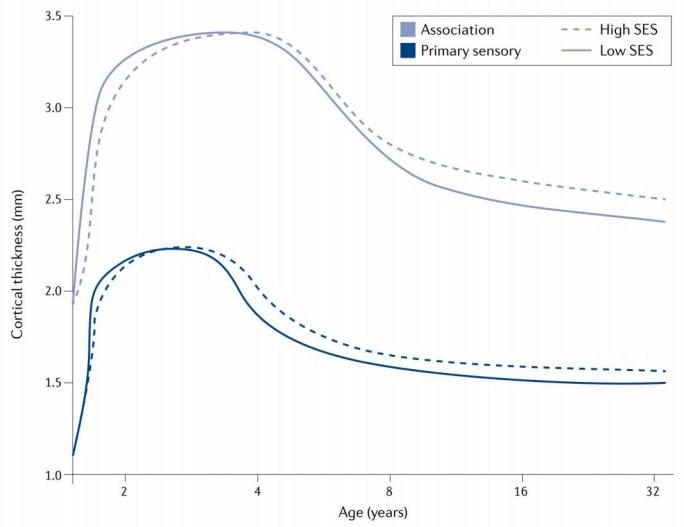 3.5
3.0
2.5
2.0
1.5
1.0
Cortical thickness (mm)
Association
High SES
Primary sensory
Low SES
2 4 8 16 32
Age (years)